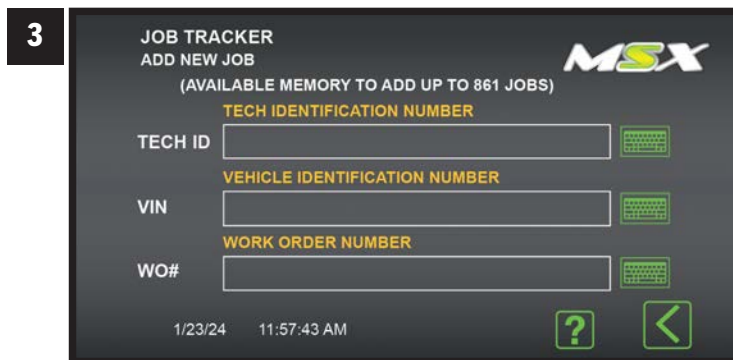 3
JOB TRACKER
ADD NEW JOB
MSX
(AVAILABLE MEMORY TO ADD UP TO 861 JOBS)
TECH IDENTIFICATION NUMBER
TECH ID
VEHICLE IDENTIFICATION NUMBER
VIN
WORK ORDER NUMBER
WO#
1/23/24 11:57:43 AM ?